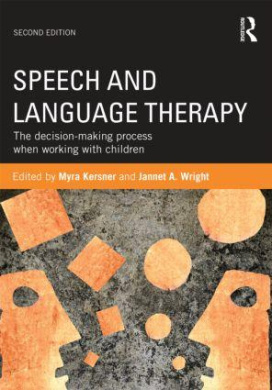 SECOND EDITION
Routledge
SPEECH AND
LANGUAGE THERAPY
The decision-making process
when working with children
Edited by Myra Kersner and Jannet A. Wright